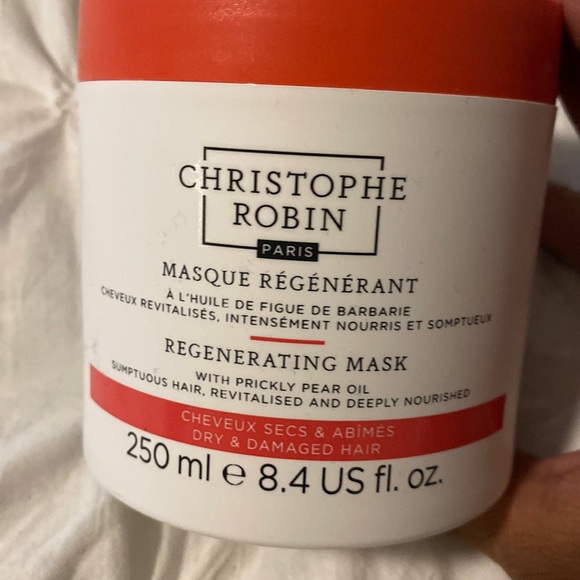 CHRISTOPHE
ROBIN
PARIS
MASQUE RÉGÉNÉRANT
À L'HUILE DE FIGUE DE BARBARIE
CHEVEUX REVITALISÉS, INTENSÉMENT NOURRIS ET SOMPTUEUX
REGENERATING MASK
WITH PRICKLY PEAR OIL
SUMPTUOUS HAIR, REVITALISED AND DEEPLY NOURISHED
CHEVEUX SECS & ABÎMÉS
DRY & DAMAGED HAIR
250 ml e 8.4 US fl. oz.